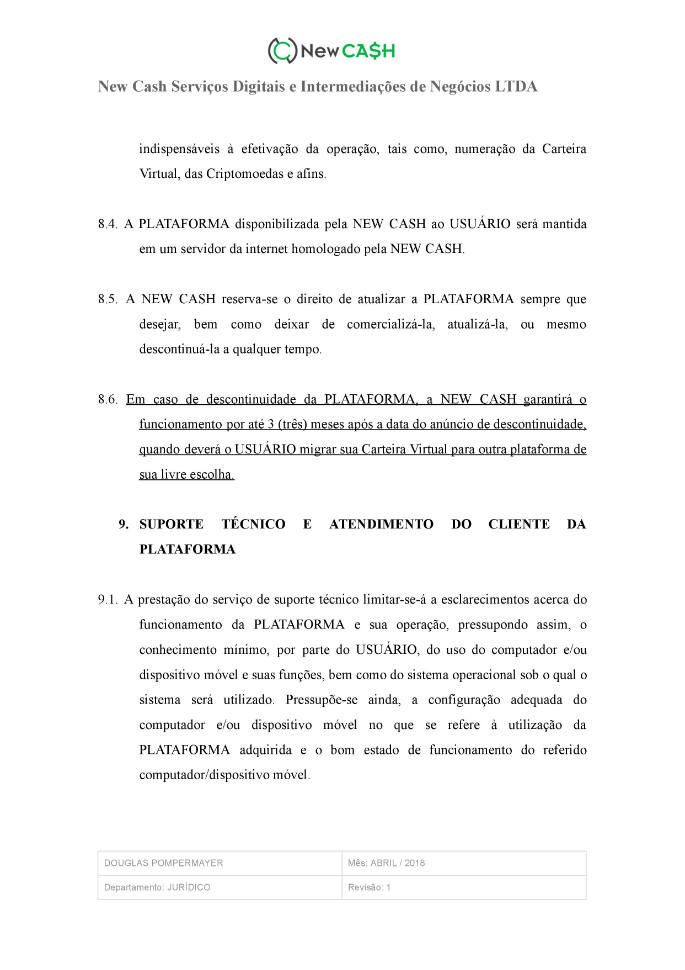 New CA$H
New Cash Serviços Digitais e Intermediações de Negócios LTDA
indispensáveis à efetivação da operação, tais como, numeração da Carteira
Virtual, das Criptomoedas e afins.
8.4. A PLATAFORMA disponibilizada pela NEW CASH ao USUÁRIO será mantida
em um servidor da internet homologado pela NEW CASH.
8.5. A NEW CASH reserva-se o direito de atualizar a PLATAFORMA sempre que
desejar, bem como deixar de comercializá-la, atualizá-la, ou mesmo
descontinuá-la a qualquer tempo.
8.6. Em caso de descontinuidade da PLATAFORMA, a NEW CASH garantirá o
funcionamento por até 3 (três) meses após a data do anúncio de descontinuidade,
quando deverá o USUÁRIO migrar sua Carteira Virtual para outra plataforma de
sua livre escolha.
9. SUPORTE TÉCNICO E ATENDIMENTO DO CLIENTE DA
PLATAFORMA
9.1. A prestação do serviço de suporte técnico limitar-se-á a esclarecimentos acerca do
funcionamento da PLATAFORMA e sua operação, pressupondo assim, o
conhecimento mínimo, por parte do USUÁRIO, do uso do computador e/ou
dispositivo móvel e suas funções, bem como do sistema operacional sob o qual o
sistema será utilizado. Pressupõe-se ainda, a configuração adequada do
computador e/ou dispositivo móvel no que se refere à utilização da
PLATAFORMA adquirida e o bom estado de funcionamento do referido
computador/dispositivo móvel.
DOUGLAS POMPERMAYER
Mês: ABRIL / 2018
Departamento: JURÍDICO
Revisão: 1